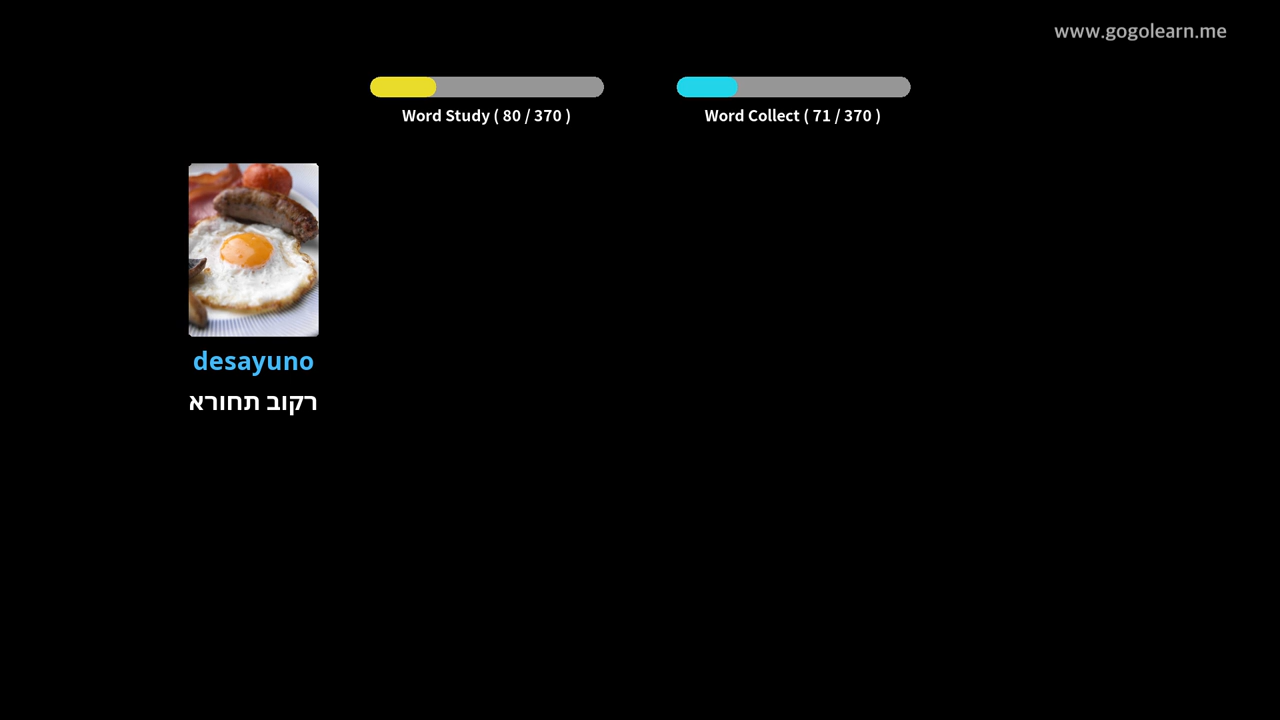 www.gogolearn.me
Word Study ( 80 / 370 )
Word Collect ( 71 / 370 )
desayuno
רקוב תחורא